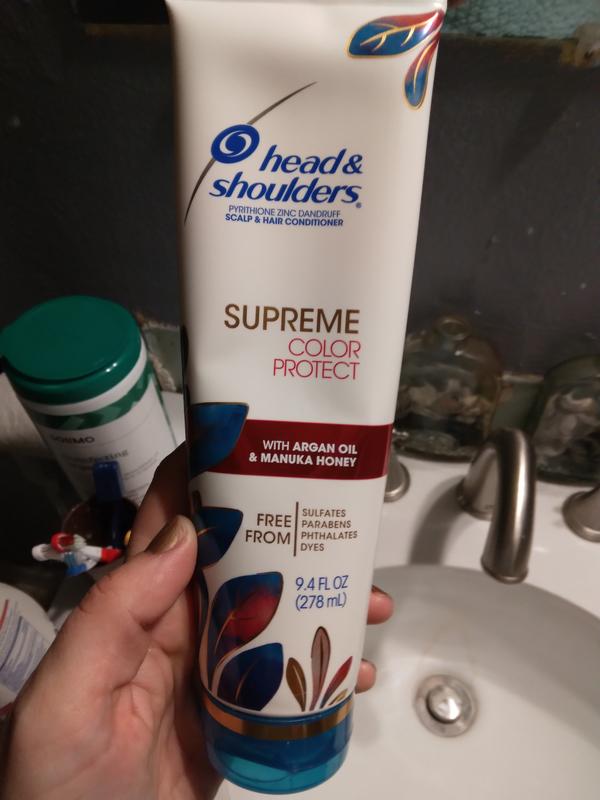 head &
shoulders®
PYRITHIONE ZINC DANDRUFF
SCALP & HAIR CONDITIONER
SUPREME
COLOR
PROTECT
WITH ARGAN OIL
& MANUKA HONEY
FREE FROM
SULFATES
PARABENS
PHTHALATES
DYES
9.4 FL OZ
(278 mL)